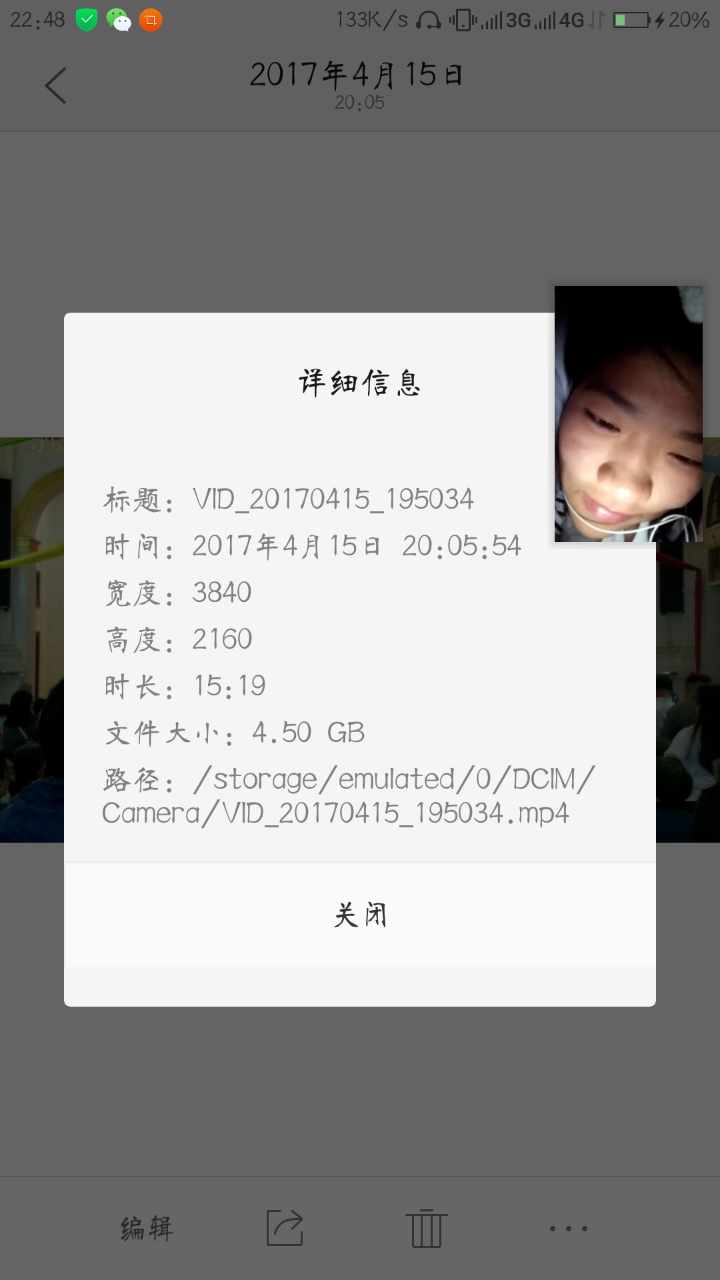 22:48 133K/s 3G 4G 20%
2017年4月15日
20:05
详细信息
标题：VID_20170415_195034
时间：2017年4月15日 20:05:54
宽度：3840
高度：2160
时长：15:19
文件大小：4.50 GB
路径：/storage/emulated/0/DCIM/
Camera/VID_20170415_195034.mp4
关闭
编辑